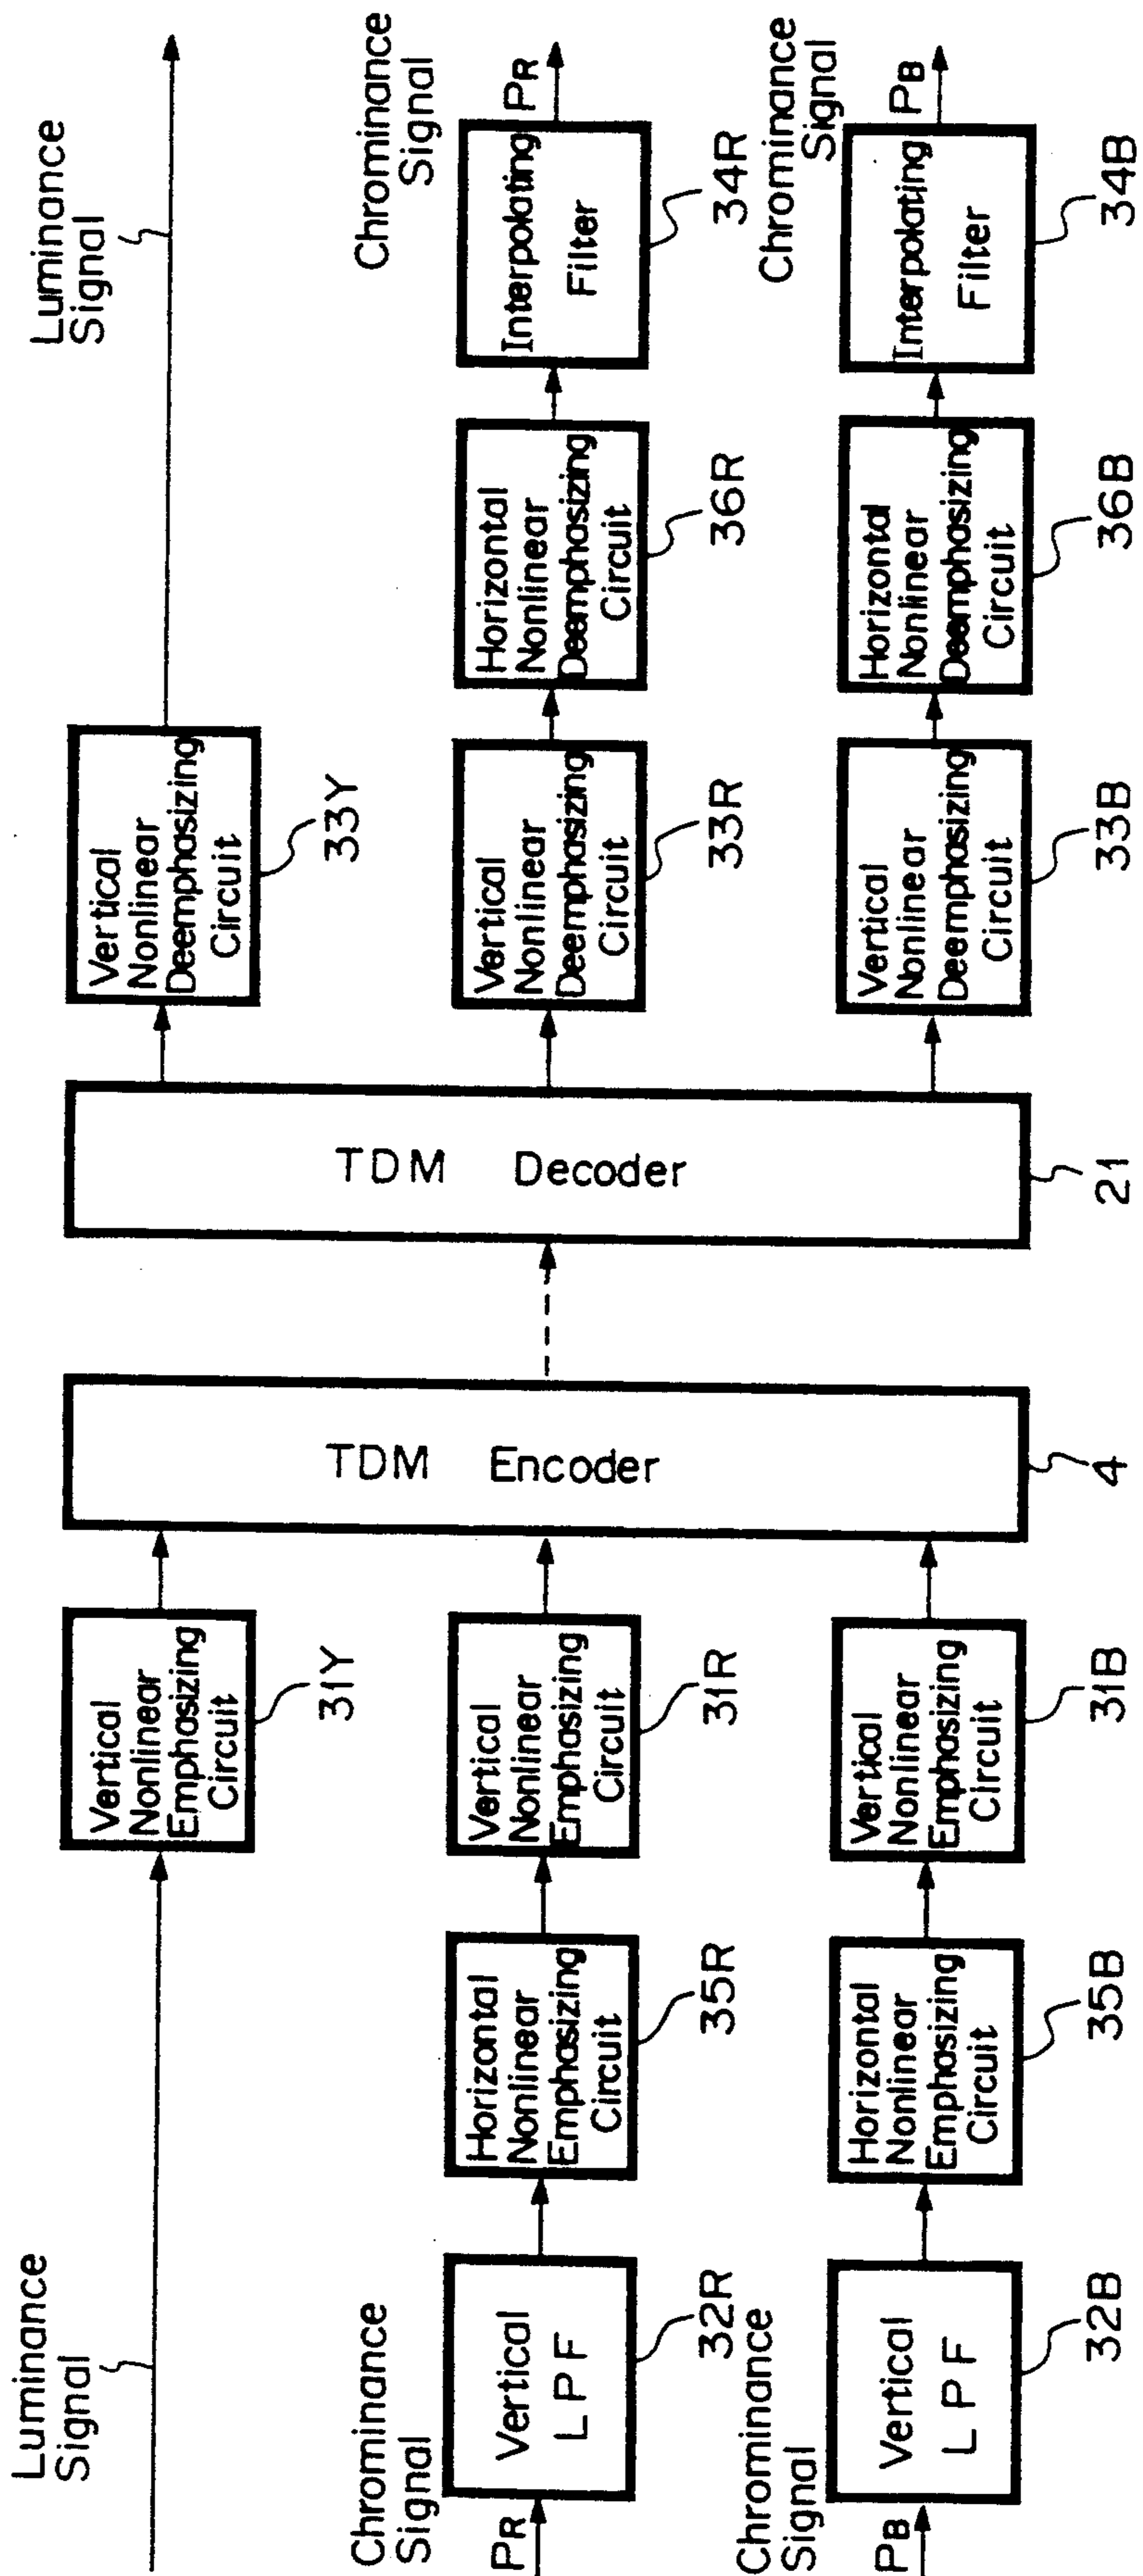 Luminance
Signal
Luminance
Signal
Vertical
Nonlinear
Emphasizing
Circuit
31Y
Vertical
Nonlinear
Deemphasizing
Circuit
33Y
Chrominance
Signal
PR
Vertical
LPF
32R
Horizontal
Nonlinear
Emphasizing
Circuit
35R
Vertical
Nonlinear
Emphasizing
Circuit
31R
TDM Encoder
4
TDM Decoder
21
Vertical
Nonlinear
Deemphasizing
Circuit
33R
Horizontal
Nonlinear
Deemphasizing
Circuit
36R
Interpolating
Filter
34R
Chrominance
Signal
PR
Chrominance
Signal
PB
Vertical
LPF
32B
Horizontal
Nonlinear
Emphasizing
Circuit
35B
Vertical
Nonlinear
Emphasizing
Circuit
31B
Vertical
Nonlinear
Deemphasizing
Circuit
33B
Horizontal
Nonlinear
Deemphasizing
Circuit
36B
Interpolating
Filter
34B
Chrominance
Signal
PB